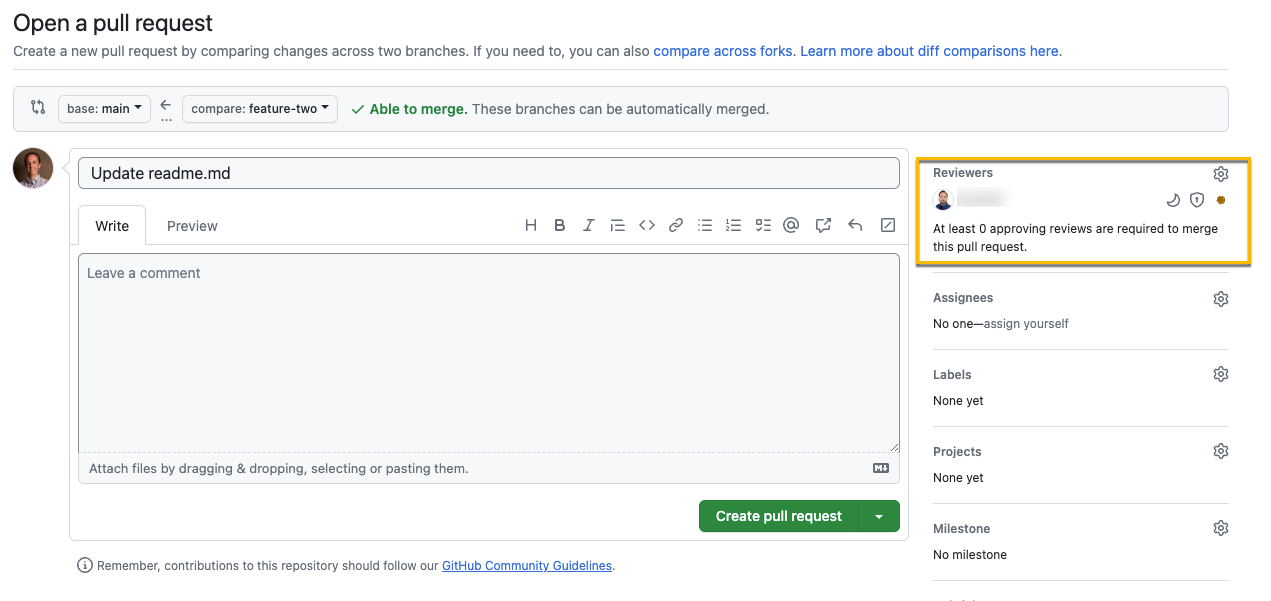 Open a pull request
Create a new pull request by comparing changes across two branches. If you need to, you can also compare across forks. Learn more about diff comparisons here.
base: main
...
compare: feature-two
Able to merge. These branches can be automatically merged.
Update readme.md
Write
Preview
Leave a comment
Attach files by dragging & dropping, selecting or pasting them.
Create pull request
Remember, contributions to this repository should follow our GitHub Community Guidelines.
Reviewers
At least 0 approving reviews are required to merge
this pull request.
Assignees
No one—assign yourself
Labels
None yet
Projects
None yet
Milestone
No milestone